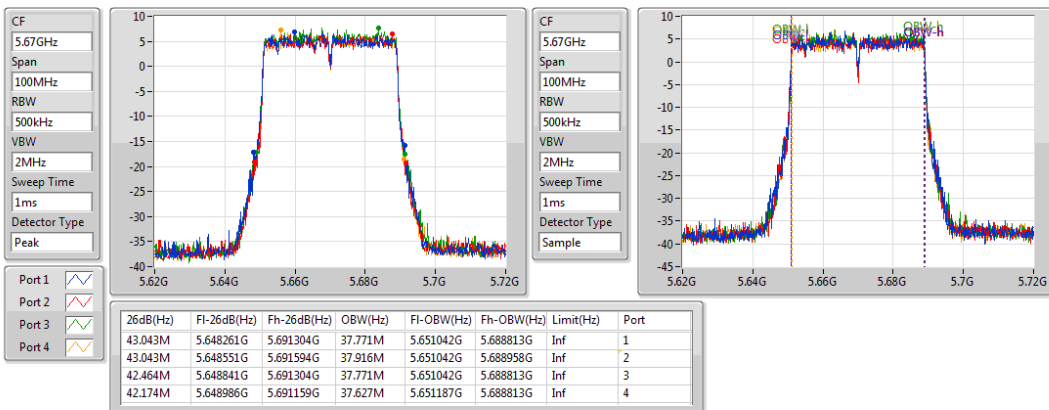 CF
5.67GHz
Span
100MHz
RBW
500kHz
VBW
2MHz
Sweep Time
1ms
Detector Type
Peak
10
5
0
-5
-10
-15
-20
-25
-30
-35
-40
5.62G 5.64G 5.66G 5.68G 5.7G 5.72G
CF
5.67GHz
Span
100MHz
RBW
500kHz
VBW
2MHz
Sweep Time
1ms
Detector Type
Sample
10
5
0
-5
-10
-15
-20
-25
-30
-35
-40
-45
OBW-l OBW-h
5.62G 5.64G 5.66G 5.68G 5.7G 5.72G
Port 1
Port 2
Port 3
Port 4
26dB(Hz) Fl-26dB(Hz) Fh-26dB(Hz) OBW(Hz) Fl-OBW(Hz) Fh-OBW(Hz) Limit(Hz) Port
43.043M 5.648261G 5.691304G 37.771M 5.651042G 5.688813G Inf 1
43.043M 5.648551G 5.691594G 37.916M 5.651042G 5.688958G Inf 2
42.464M 5.648841G 5.691304G 37.771M 5.651042G 5.688813G Inf 3
42.174M 5.648986G 5.691159G 37.627M 5.651187G 5.688813G Inf 4